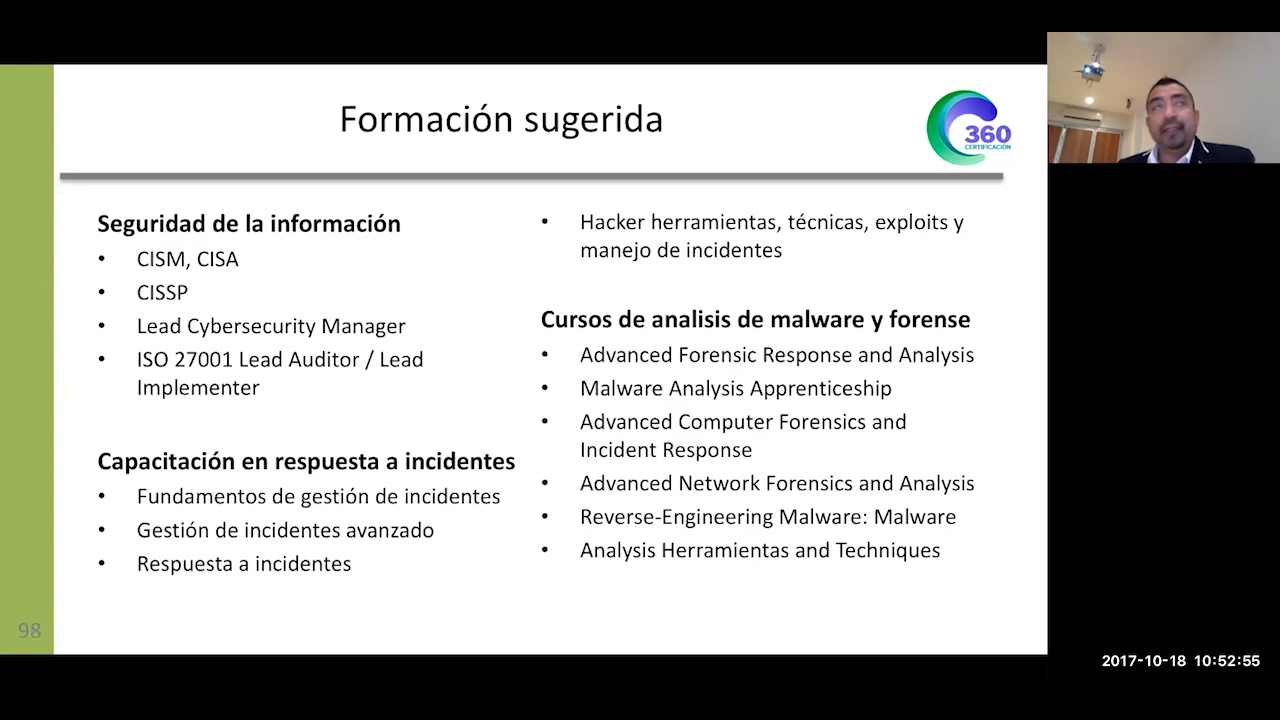 Formación sugerida
360
CERTIFICACIÓN
Seguridad de la información
• CISM, CISA
• CISSP
• Lead Cybersecurity Manager
• ISO 27001 Lead Auditor / Lead
Implementer
Capacitación en respuesta a incidentes
• Fundamentos de gestión de incidentes
• Gestión de incidentes avanzado
• Respuesta a incidentes
• Hacker herramientas, técnicas, exploits y
manejo de incidentes
Cursos de analisis de malware y forense
• Advanced Forensic Response and Analysis
• Malware Analysis Apprenticeship
• Advanced Computer Forensics and
Incident Response
• Advanced Network Forensics and Analysis
• Reverse-Engineering Malware: Malware
• Analysis Herramientas and Techniques
98
2017-10-18 10:52:55